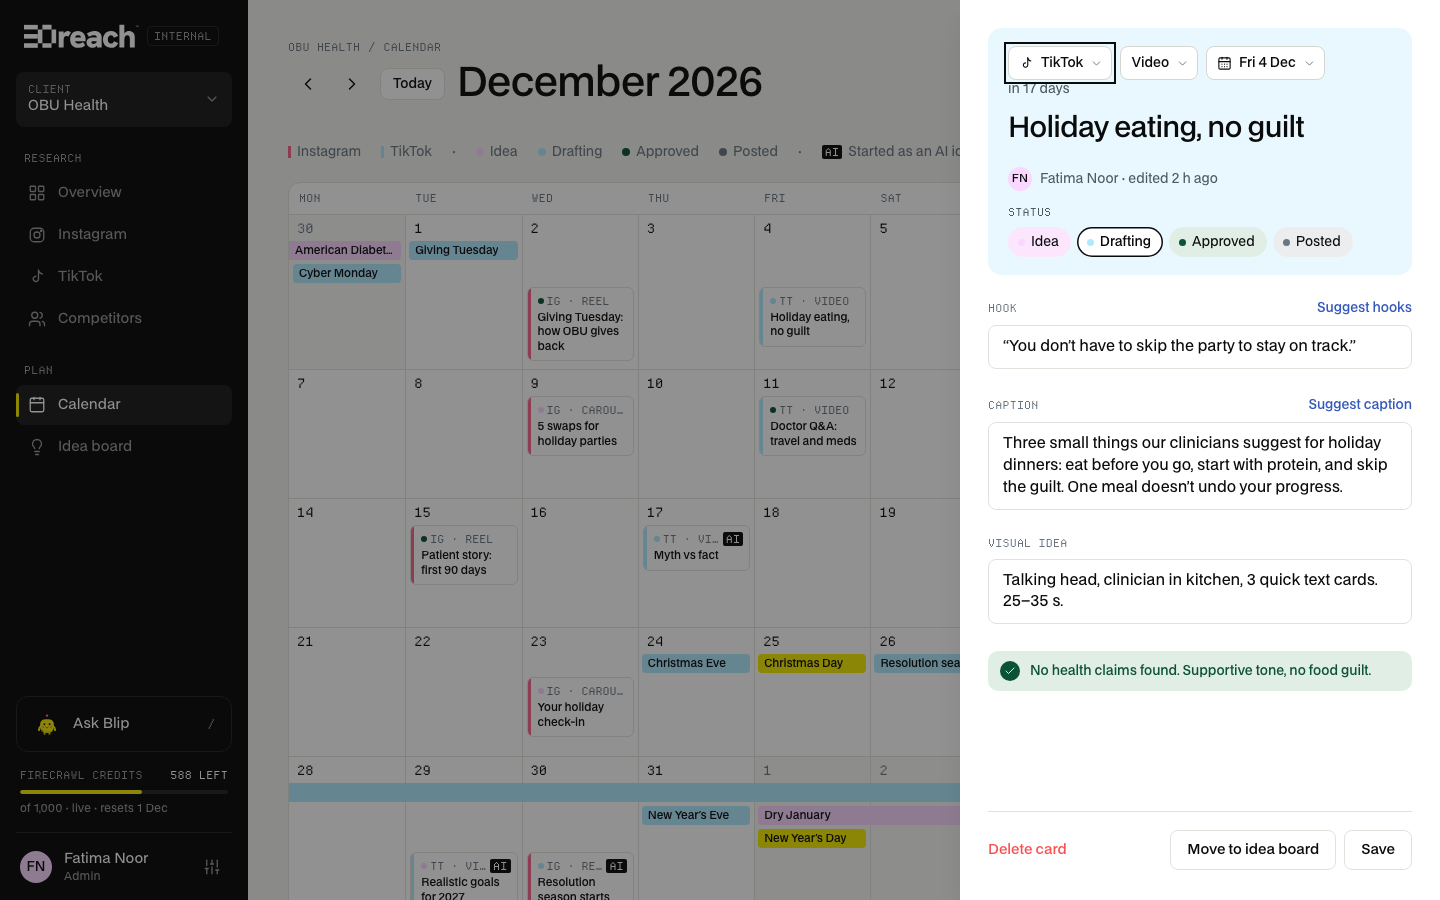 reach INTERNAL
CLIENT
OBU Health
RESEARCH
Overview
Instagram
TikTok
Competitors
PLAN
Calendar
Idea board
Ask Blip /
FIRECRAWL CREDITS 588 LEFT
of 1,000 · live · resets 1 Dec
FN Fatima Noor
Admin
OBU HEALTH / CALENDAR
Today December 2026
Instagram TikTok · Idea Drafting Approved Posted · AI Started as an AI ic
MON TUE WED THU FRI SAT
30 1 2 3 4 5
American Diabet… Giving Tuesday
Cyber Monday
IG · REEL
Giving Tuesday:
how OBU gives
back
TT · VIDEO
Holiday eating,
no guilt
7 8 9 10 11 12
IG · CAROU…
5 swaps for
holiday parties
TT · VIDEO
Doctor Q&A:
travel and meds
14 15 16 17 18 19
IG · REEL
Patient story:
first 90 days
TT · VI… AI
Myth vs fact
21 22 23 24 25 26
Christmas Eve Christmas Day Resolution sea
IG · CAROU…
Your holiday
check-in
28 29 30 31 1 2
New Year's Eve Dry January
New Year's Day
TT · VI… AI
Realistic goals
for 2027
IG · RE… AI
Resolution
season starts
TikTok Video Fri 4 Dec
in 17 days
Holiday eating, no guilt
FN Fatima Noor · edited 2 h ago
STATUS
Idea Drafting Approved Posted
HOOK Suggest hooks
“You don’t have to skip the party to stay on track.”
CAPTION Suggest caption
Three small things our clinicians suggest for holiday
dinners: eat before you go, start with protein, and skip
the guilt. One meal doesn’t undo your progress.
VISUAL IDEA
Talking head, clinician in kitchen, 3 quick text cards.
25–35 s.
No health claims found. Supportive tone, no food guilt.
Delete card Move to idea board Save